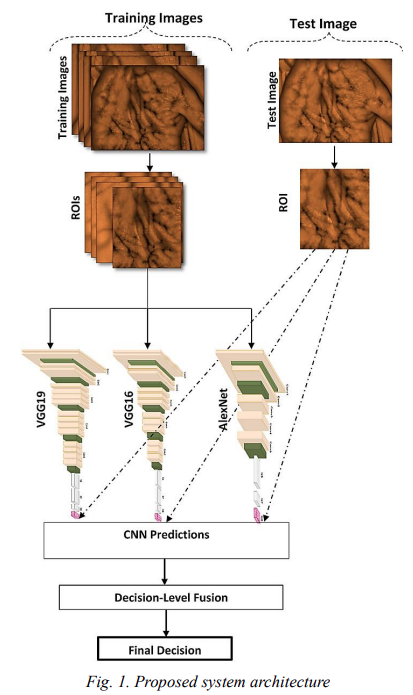 Training Images
Test Image
Training Images
Test Image
ROIs
ROI
VGG19
VGG16
AlexNet
CNN Predictions
Decision-Level Fusion
Final Decision
Fig. 1. Proposed system architecture